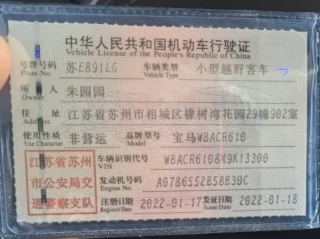 中华人民共和国机动车行驶证
Vehicle License of the People's Republic of China
号牌号码 苏E891LG 车辆类型 小型越野客车
Plate No. Vehicle Type
所有人 朱园园
住址 江苏省苏州市相城区橡树湾花园29幢902室
使用性质 非营运 品牌型号 宝马WBACR610
Use Character
江苏省苏州市公安局交通警察支队
车辆识别代号 WBACR6108
VIN
发动机号码 A0786552B58B30C
Engine No.
注册日期 2022-01-17 发证日期 2022-01-18
Register Date Issue Date